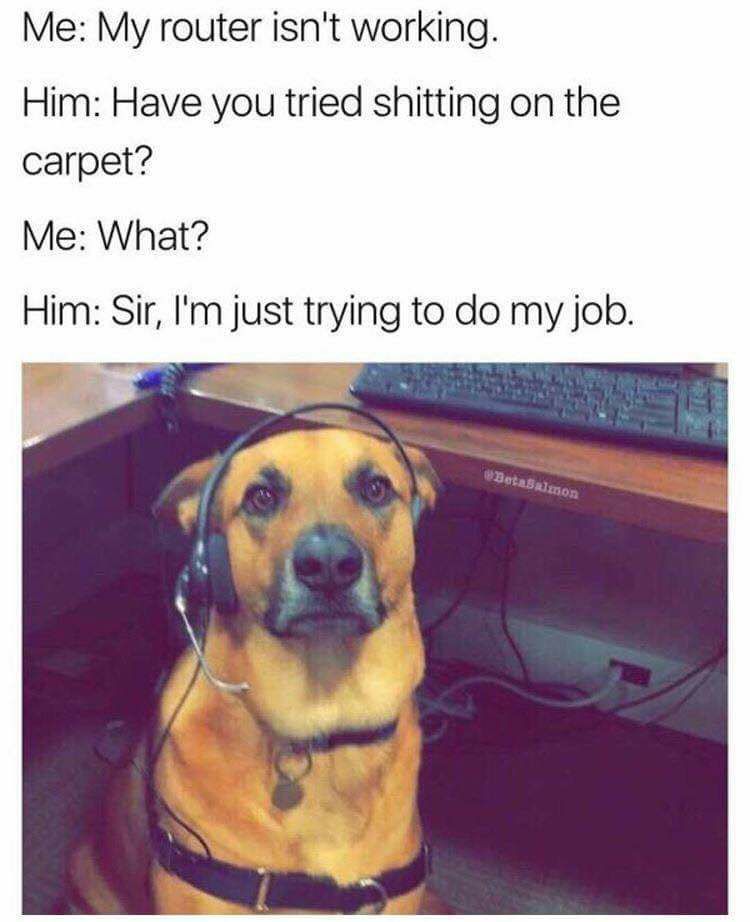 Me: My router isn't working.
Him: Have you tried shitting on the
carpet?
Me: What?
Him: Sir, I'm just trying to do my job.
@BetaSalmon